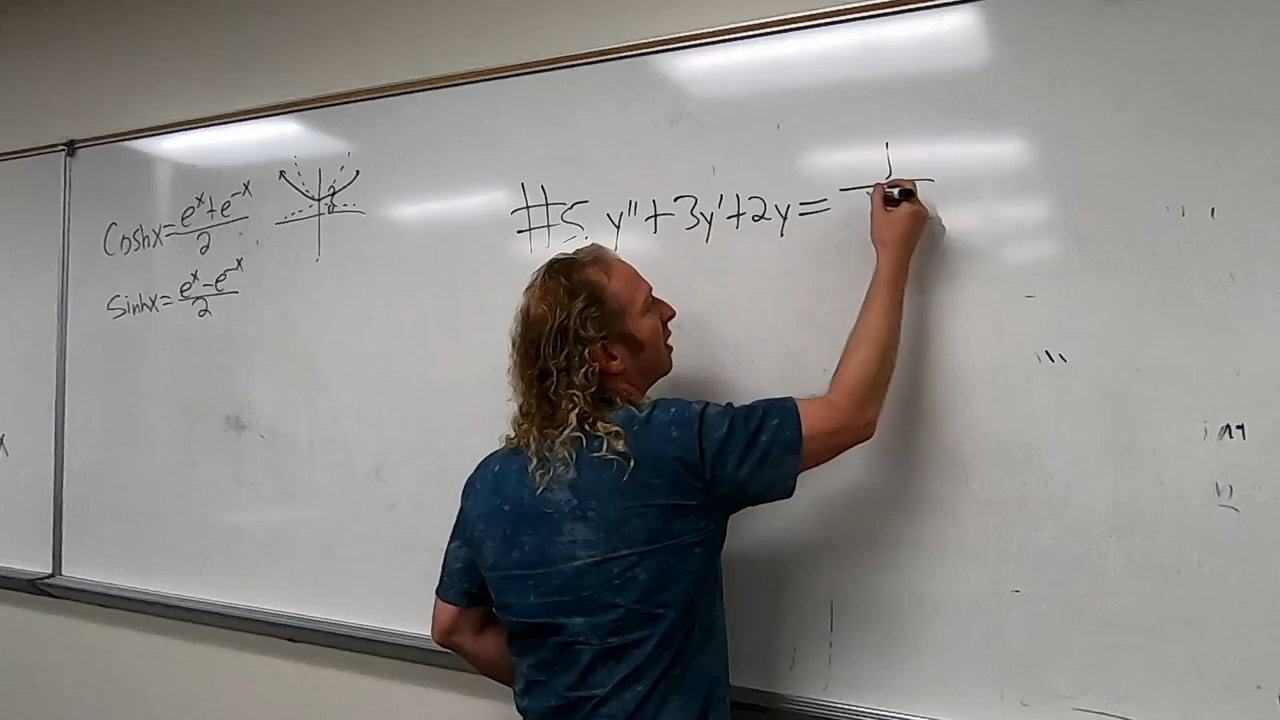 coshx = (e^x + e^-x)/2
sinhx = (e^x - e^-x)/2
#5 y'' + 3y' + 2y = 1/